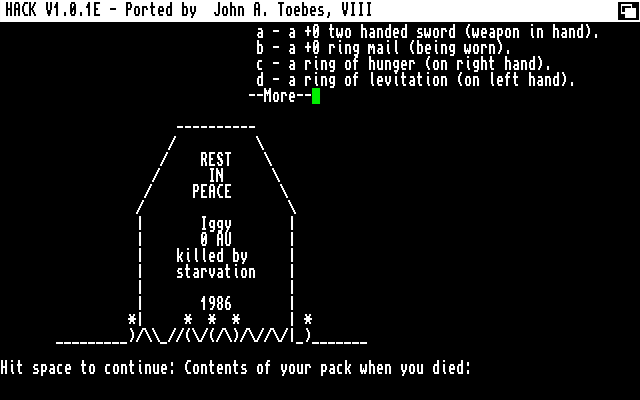 HACK V1.0.1E - Ported by  John A. Toebes, VIII
a - a +0 two handed sword (weapon in hand).
b - a +0 ring mail (being worn).
c - a ring of hunger (on right hand).
d - a ring of levitation (on left hand).
--More--
REST
IN
PEACE
Iggy
0 AU
killed by
starvation
1986
Hit space to continue: Contents of your pack when you died: